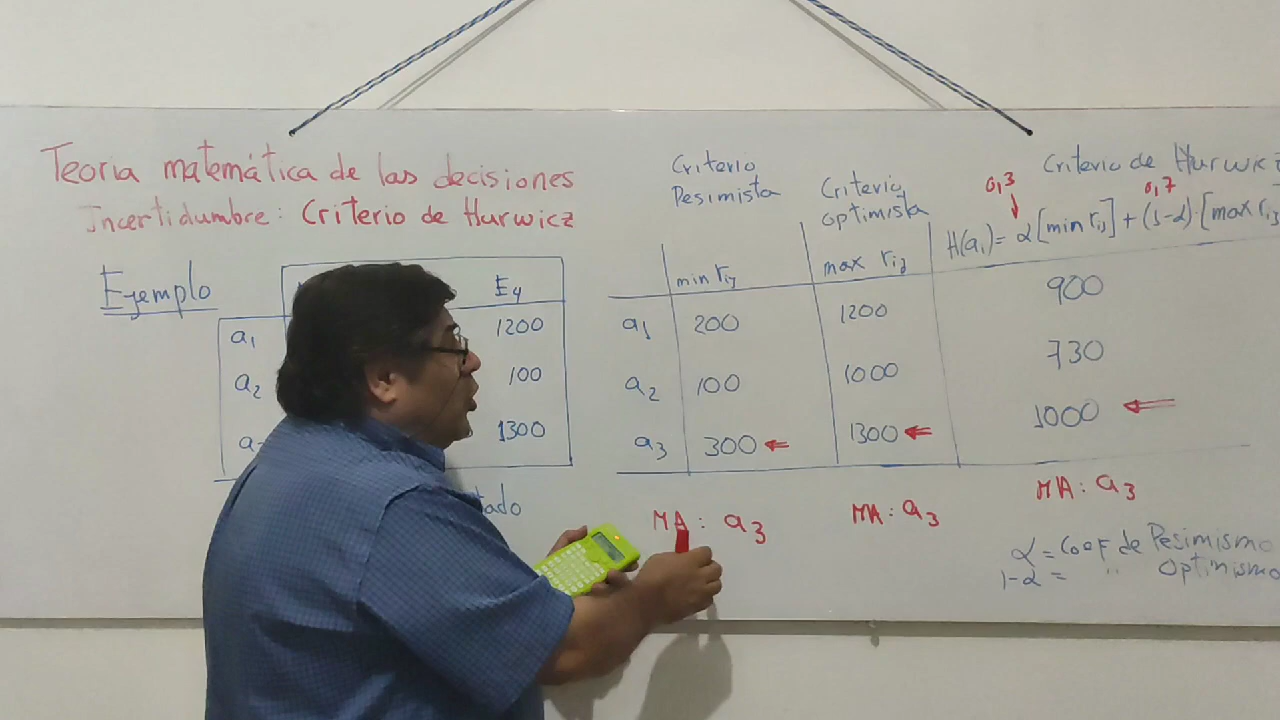 Teoria matemática de las decisiones
Incertidumbre: Criterio de Hurwicz
Ejemplo
E4
a1 1200
a2 100
a3 1300
Criterio
Pesimista
Criterio
optimista
Criterio de Hurwicz
0,3 0,7
min rij max rij H(ai)= α[min rij] + (1-α)·[max rij
a1 200 1200 900
a2 100 1000 730
a3 300 ← 1300 ← 1000 ←
MA: a3 MA: a3 MA: a3
α = Coef de Pesimismo
1-α = " Optimismo